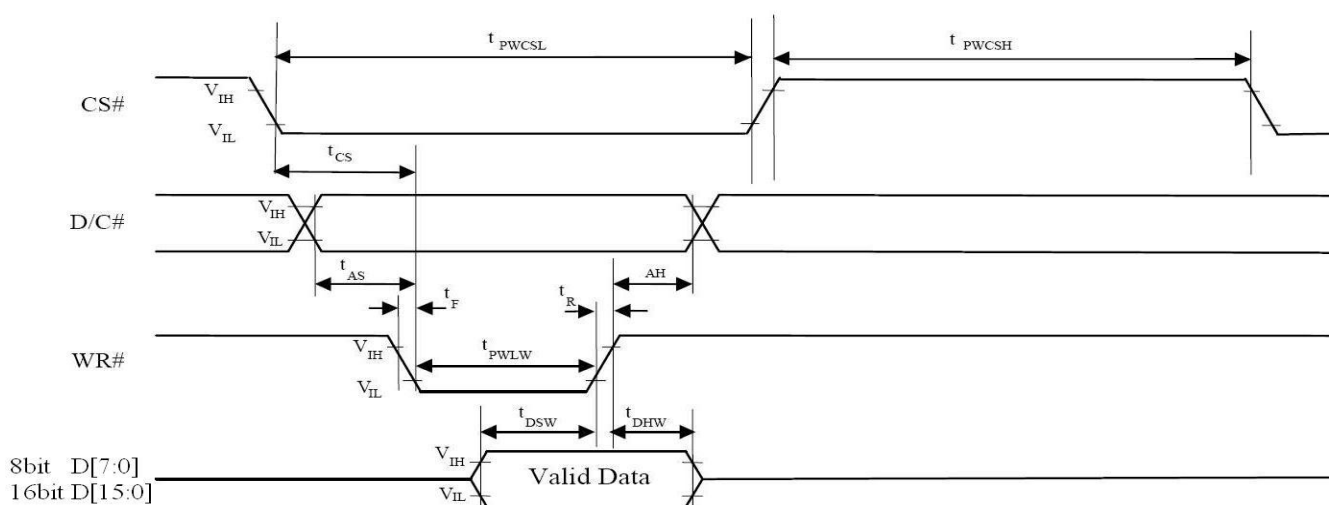 t PWCSL
t PWCSH
CS#
VIH
VIL
tCS
D/C#
VIH
VIL
tAS
tF
tR
AH
WR#
VIH
VIL
tPWLW
tDSW
tDHW
8bit D[7:0]
16bit D[15:0]
VIH
VIL
Valid Data